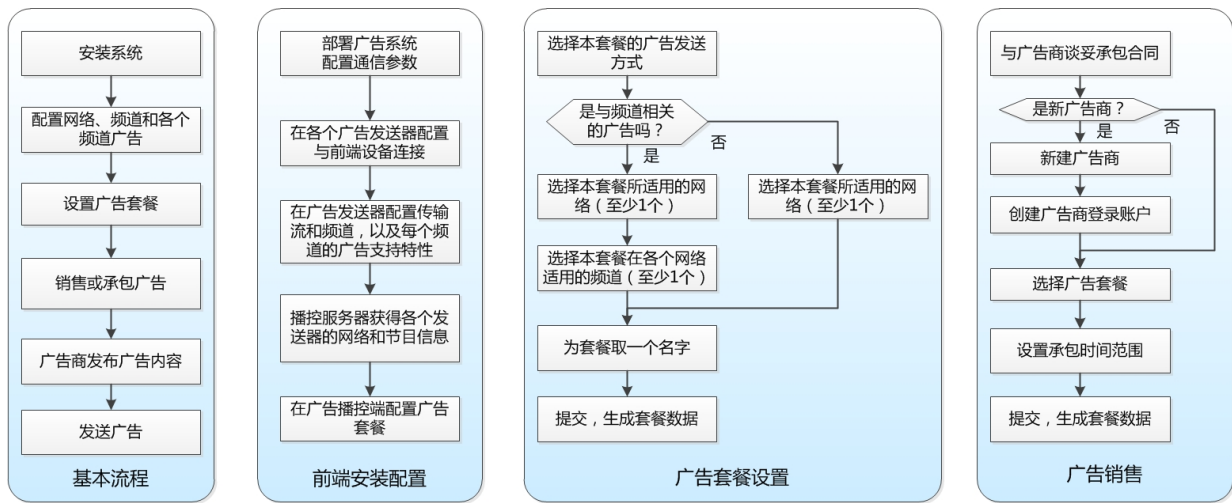 安装系统
配置网络、频道和各个
频道广告
设置广告套餐
销售或承包广告
广告商发布广告内容
发送广告
基本流程
部署广告系统
配置通信参数
在各个广告发送器配置
与前端设备连接
在广告发送器配置传输
流和频道，以及每个频
道的广告支持特性
播控服务器获得各个发
送器的网络和节目信息
在广告播控端配置广告
套餐
前端安装配置
选择本套餐的广告发送
方式
是与频道相关
的广告吗？
是
否
选择本套餐所适用的网
络（至少1个）
选择本套餐所适用的网
络（至少1个）
选择本套餐在各个网络
适用的频道（至少1个）
为套餐取一个名字
提交，生成套餐数据
广告套餐设置
与广告商谈妥承包合同
是新广告商？
是
否
新建广告商
创建广告商登录账户
选择广告套餐
设置承包时间范围
提交，生成套餐数据
广告销售